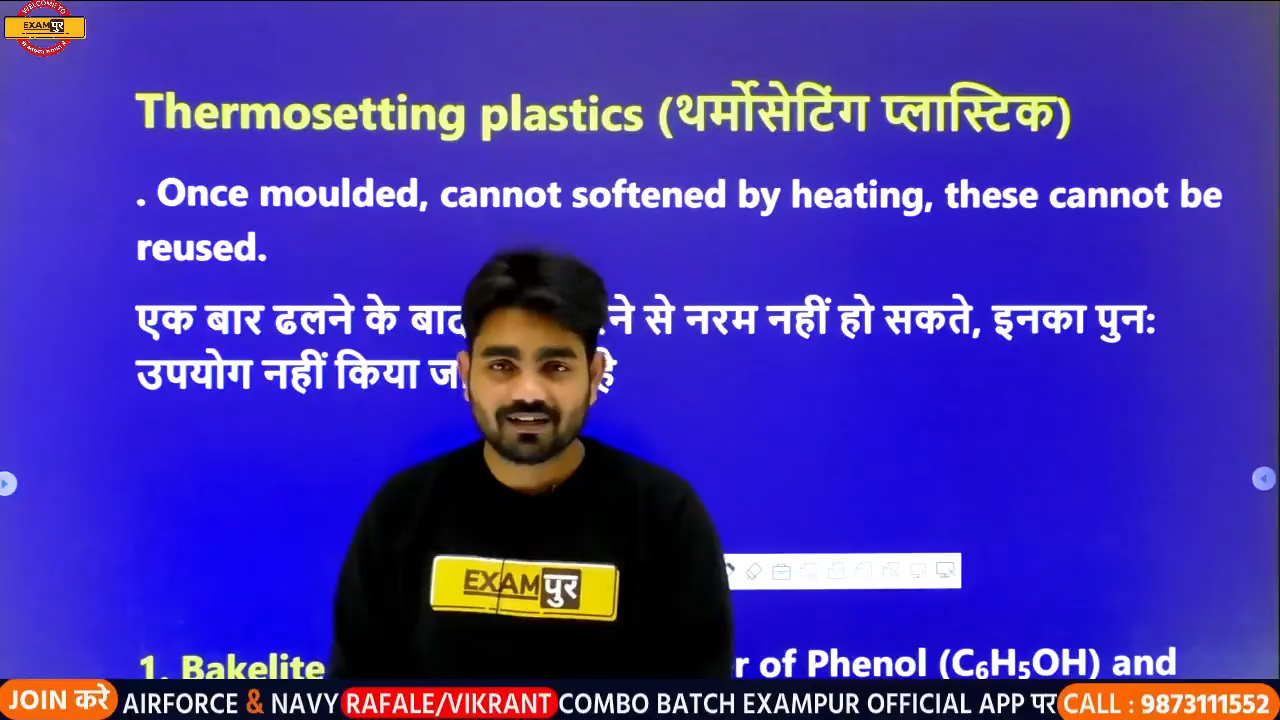 WELCOME TO
EXAMपुर
Thermosetting plastics (थर्मोसेटिंग प्लास्टिक)
. Once moulded, cannot softened by heating, these cannot be
reused.
एक बार ढलने के बाद से नरम नहीं हो सकते, इनका पुन:
उपयोग नहीं किया है
EXAMपुर
1. Bakelite of Phenol (C₆H₅OH) and
JOIN करे AIRFORCE & NAVY RAFALE/VIKRANT COMBO BATCH EXAMPUR OFFICIAL APP पर CALL : 9873111552